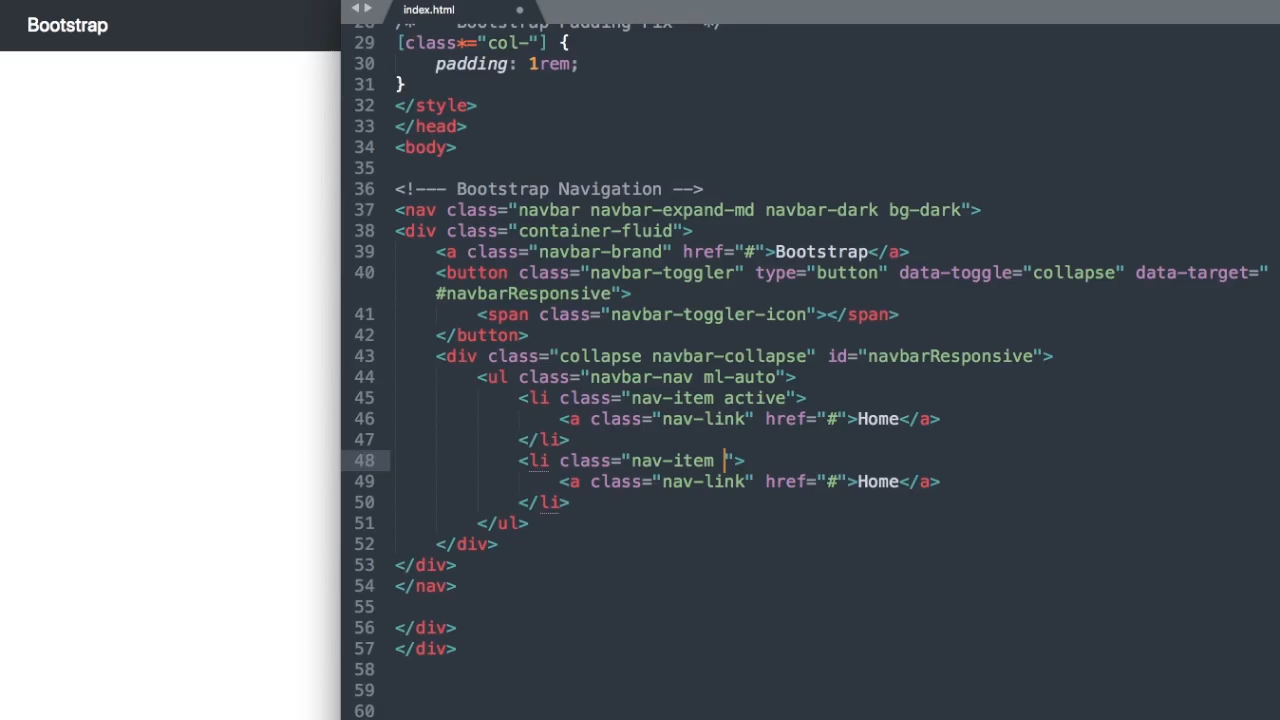 Bootstrap
index.html
28 /* Bootstrap Padding Fix */
29 [class*="col-"] {
30 padding: 1rem;
31 }
32 </style>
33 </head>
34 <body>
35
36 <!--- Bootstrap Navigation -->
37 <nav class="navbar navbar-expand-md navbar-dark bg-dark">
38 <div class="container-fluid">
39 <a class="navbar-brand" href="#">Bootstrap</a>
40 <button class="navbar-toggler" type="button" data-toggle="collapse" data-target="
#navbarResponsive">
41 <span class="navbar-toggler-icon"></span>
42 </button>
43 <div class="collapse navbar-collapse" id="navbarResponsive">
44 <ul class="navbar-nav ml-auto">
45 <li class="nav-item active">
46 <a class="nav-link" href="#">Home</a>
47 </li>
48 <li class="nav-item ">
49 <a class="nav-link" href="#">Home</a>
50 </li>
51 </ul>
52 </div>
53 </div>
54 </nav>
55
56 </div>
57 </div>
58
59
60